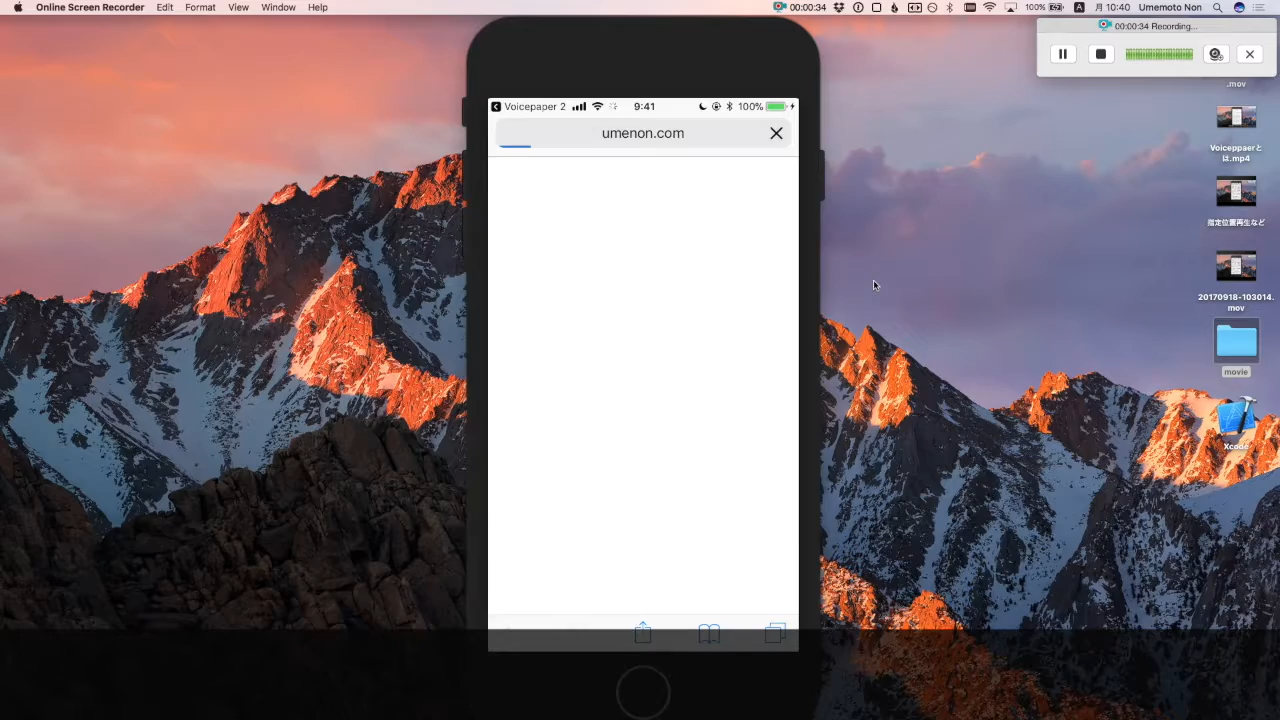 Online Screen Recorder Edit Format View Window Help 00:00:34 100% A 月 10:40 Umemoto Non
00:00:34 Recording...
.mov
Voiceppaerと
は.mp4
指定位置再生など
20170918-103014.
mov
movie
Xcode
Voicepaper 2 9:41 100%
umenon.com